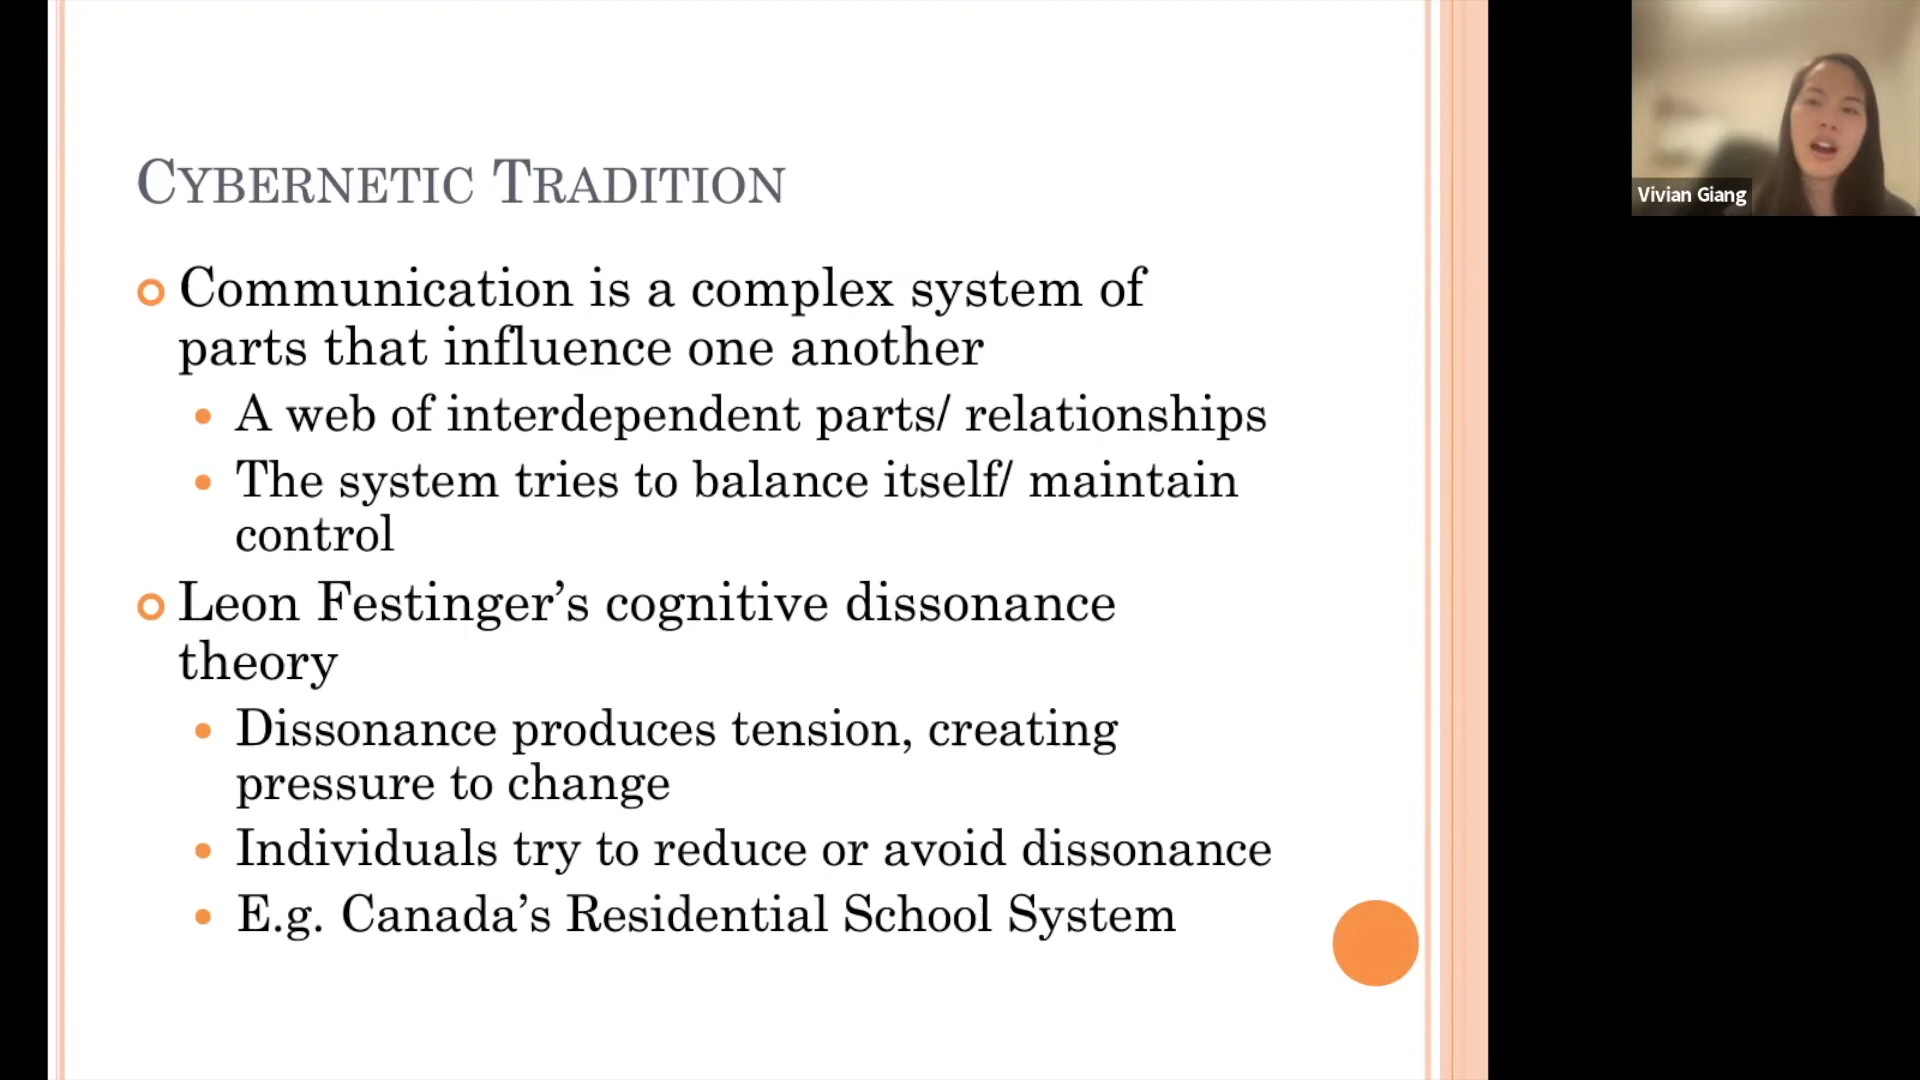 CYBERNETIC TRADITION
Communication is a complex system of
parts that influence one another
A web of interdependent parts/ relationships
The system tries to balance itself/ maintain
control
Leon Festinger’s cognitive dissonance
theory
Dissonance produces tension, creating
pressure to change
Individuals try to reduce or avoid dissonance
E.g. Canada’s Residential School System
Vivian Giang